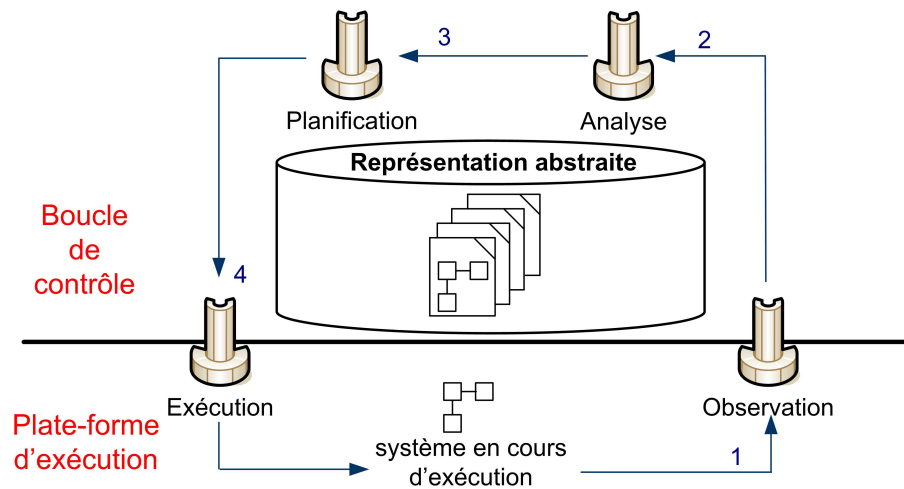 3
2
Planification
Analyse
Représentation abstraite
Boucle
de
contrôle
4
Exécution
Observation
Plate-forme
d'exécution
système en cours
d'exécution
1